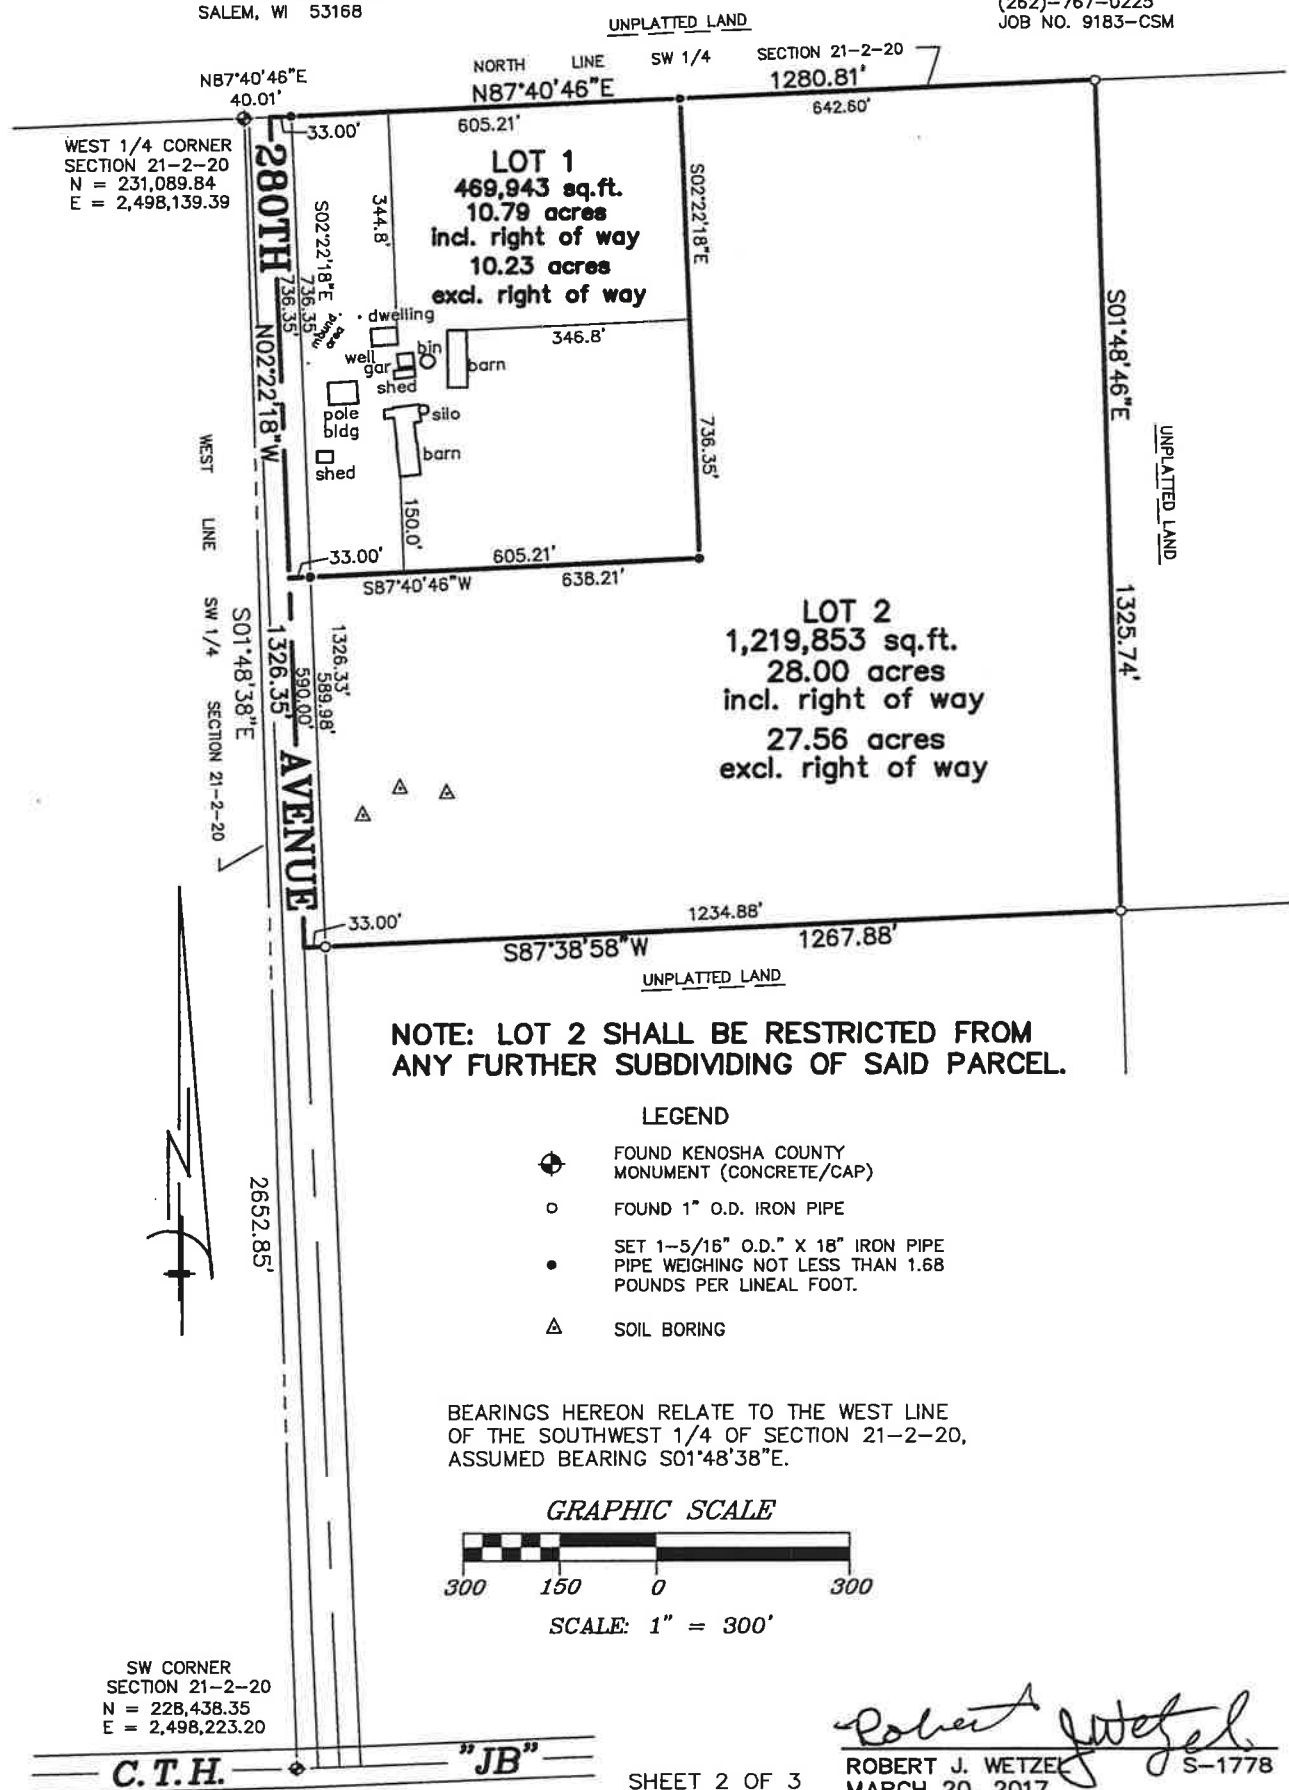 SALEM, WI 53168
(262)-767-0225
JOB NO. 9183-CSM
UNPLATTED LAND
NORTH LINE SW 1/4 SECTION 21-2-20
N87°40'46"E
40.01'
N87°40'46"E
1280.81'
33.00'
605.21'
642.60'
WEST 1/4 CORNER
SECTION 21-2-20
N = 231,089.84
E = 2,498,139.39
LOT 1
469,943 sq.ft.
10.79 acres
incl. right of way
10.23 acres
excl. right of way
280TH
S02°22'18"E
344.8'
S02°22'18"E
736.35'
736.35'
N02°22'18"W
mound
area
dwelling
well
gar
bin
shed
barn
346.8'
pole
bldg
silo
barn
shed
736.35'
150.0'
S01°48'46"E
UNPLATTED LAND
1325.74'
33.00'
605.21'
S87°40'46"W
638.21'
WEST LINE SW 1/4 SECTION 21-2-20
S01°48'38"E
1326.35'
590.00'
1326.33'
589.98'
AVENUE
LOT 2
1,219,853 sq.ft.
28.00 acres
incl. right of way
27.56 acres
excl. right of way
33.00'
1234.88'
S87°38'58"W
1267.88'
UNPLATTED LAND
NOTE: LOT 2 SHALL BE RESTRICTED FROM
ANY FURTHER SUBDIVIDING OF SAID PARCEL.
LEGEND
FOUND KENOSHA COUNTY
MONUMENT (CONCRETE/CAP)
FOUND 1" O.D. IRON PIPE
SET 1-5/16" O.D." X 18" IRON PIPE
PIPE WEIGHING NOT LESS THAN 1.68
POUNDS PER LINEAL FOOT.
SOIL BORING
N
2652.85'
BEARINGS HEREON RELATE TO THE WEST LINE
OF THE SOUTHWEST 1/4 OF SECTION 21-2-20,
ASSUMED BEARING S01°48'38"E.
GRAPHIC SCALE
300 150 0 300
SCALE: 1" = 300'
SW CORNER
SECTION 21-2-20
N = 228,438.35
E = 2,498,223.20
C.T.H. "JB"
SHEET 2 OF 3
Robert J Wetzel
ROBERT J. WETZEL S-1778
MARCH 20, 2017